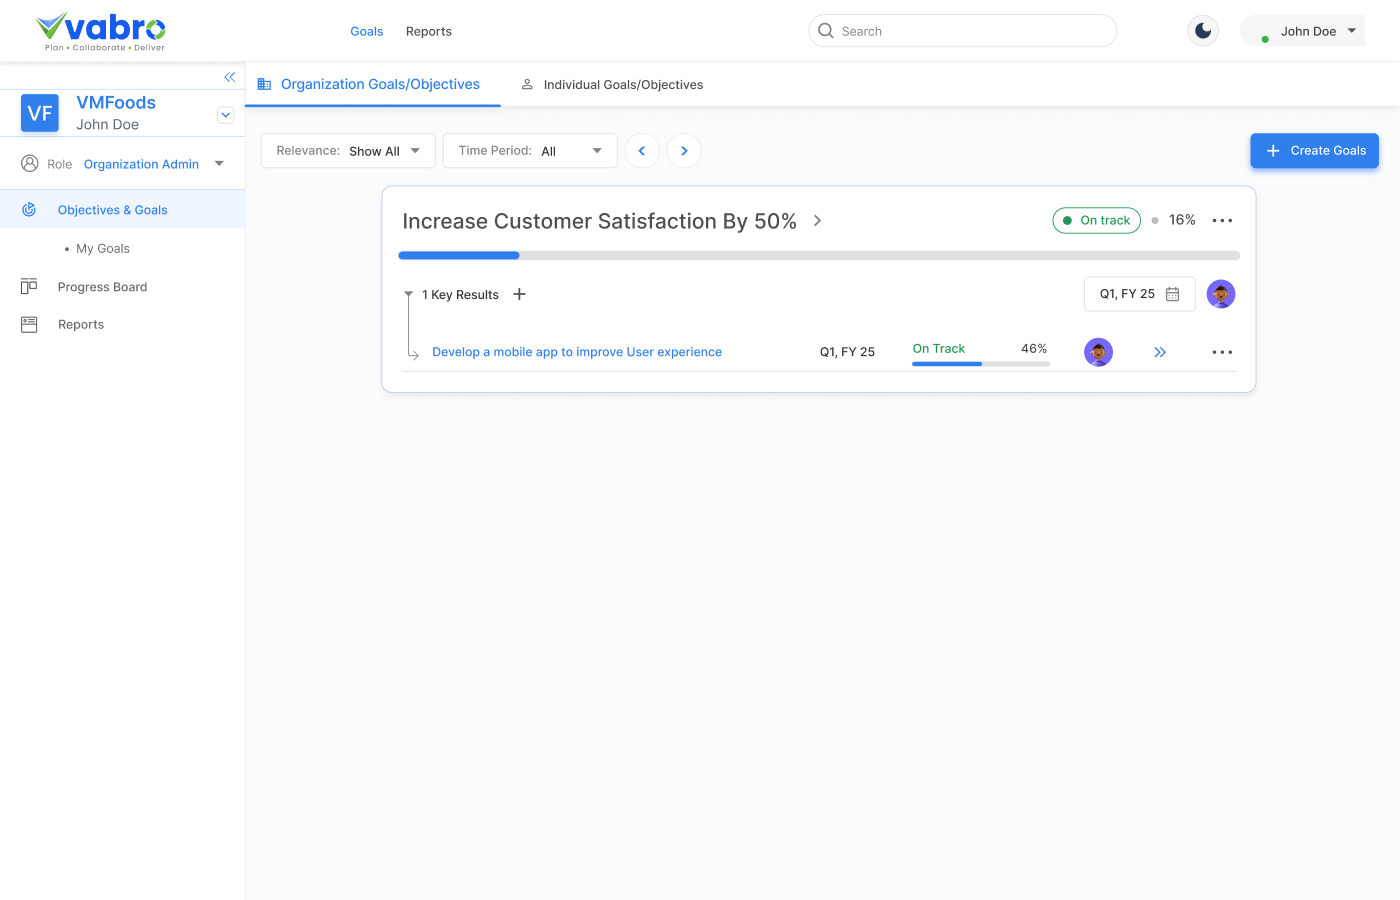 vabro
Plan • Collaborate • Deliver
Goals
Reports
Search
John Doe
VF
VMFoods
John Doe
Role
Organization Admin
Objectives & Goals
• My Goals
Progress Board
Reports
Organization Goals/Objectives
Individual Goals/Objectives
Relevance: Show All
Time Period: All
Create Goals
Increase Customer Satisfaction By 50%
On track
16%
1 Key Results
Q1, FY 25
Develop a mobile app to improve User experience
Q1, FY 25
On Track
46%